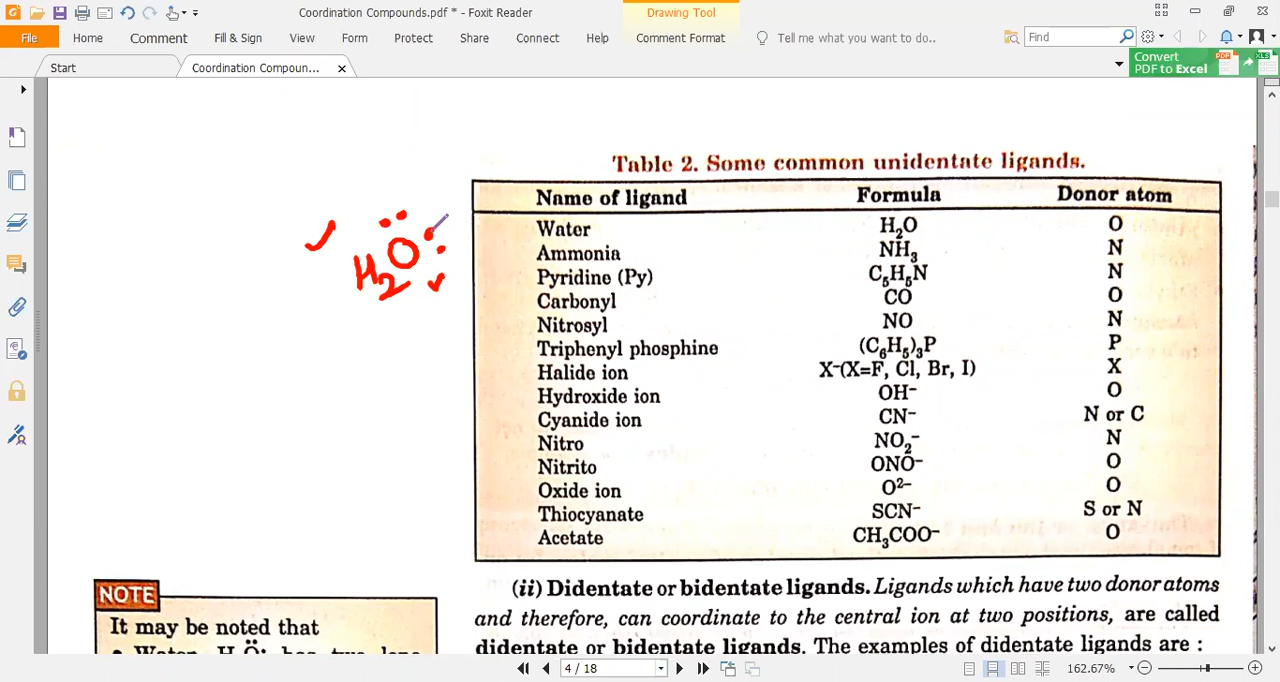 Coordination Compounds.pdf * - Foxit Reader
Drawing Tool
File Home Comment Fill & Sign View Form Protect Share Connect Help Comment Format Tell me what you want to do.. Find
Start Coordination Compoun... Convert PDF to Excel
Table 2. Some common unidentate ligands.
Name of ligand Formula Donor atom
Water H₂O O
Ammonia NH₃ N
Pyridine (Py) C₅H₅N N
Carbonyl CO O
Nitrosyl NO N
Triphenyl phosphine (C₆H₅)₃P P
Halide ion X⁻(X=F, Cl, Br, I) X
Hydroxide ion OH⁻ O
Cyanide ion CN⁻ N or C
Nitro NO₂⁻ N
Nitrito ONO⁻ O
Oxide ion O²⁻ O
Thiocyanate SCN⁻ S or N
Acetate CH₃COO⁻ O
H₂O
(ii) Didentate or bidentate ligands. Ligands which have two donor atoms
and therefore, can coordinate to the central ion at two positions, are called
didentate or bidentate ligands. The examples of didentate ligands are :
NOTE
It may be noted that
• Water, H₂Ö: has two lone
4 / 18 162.67%